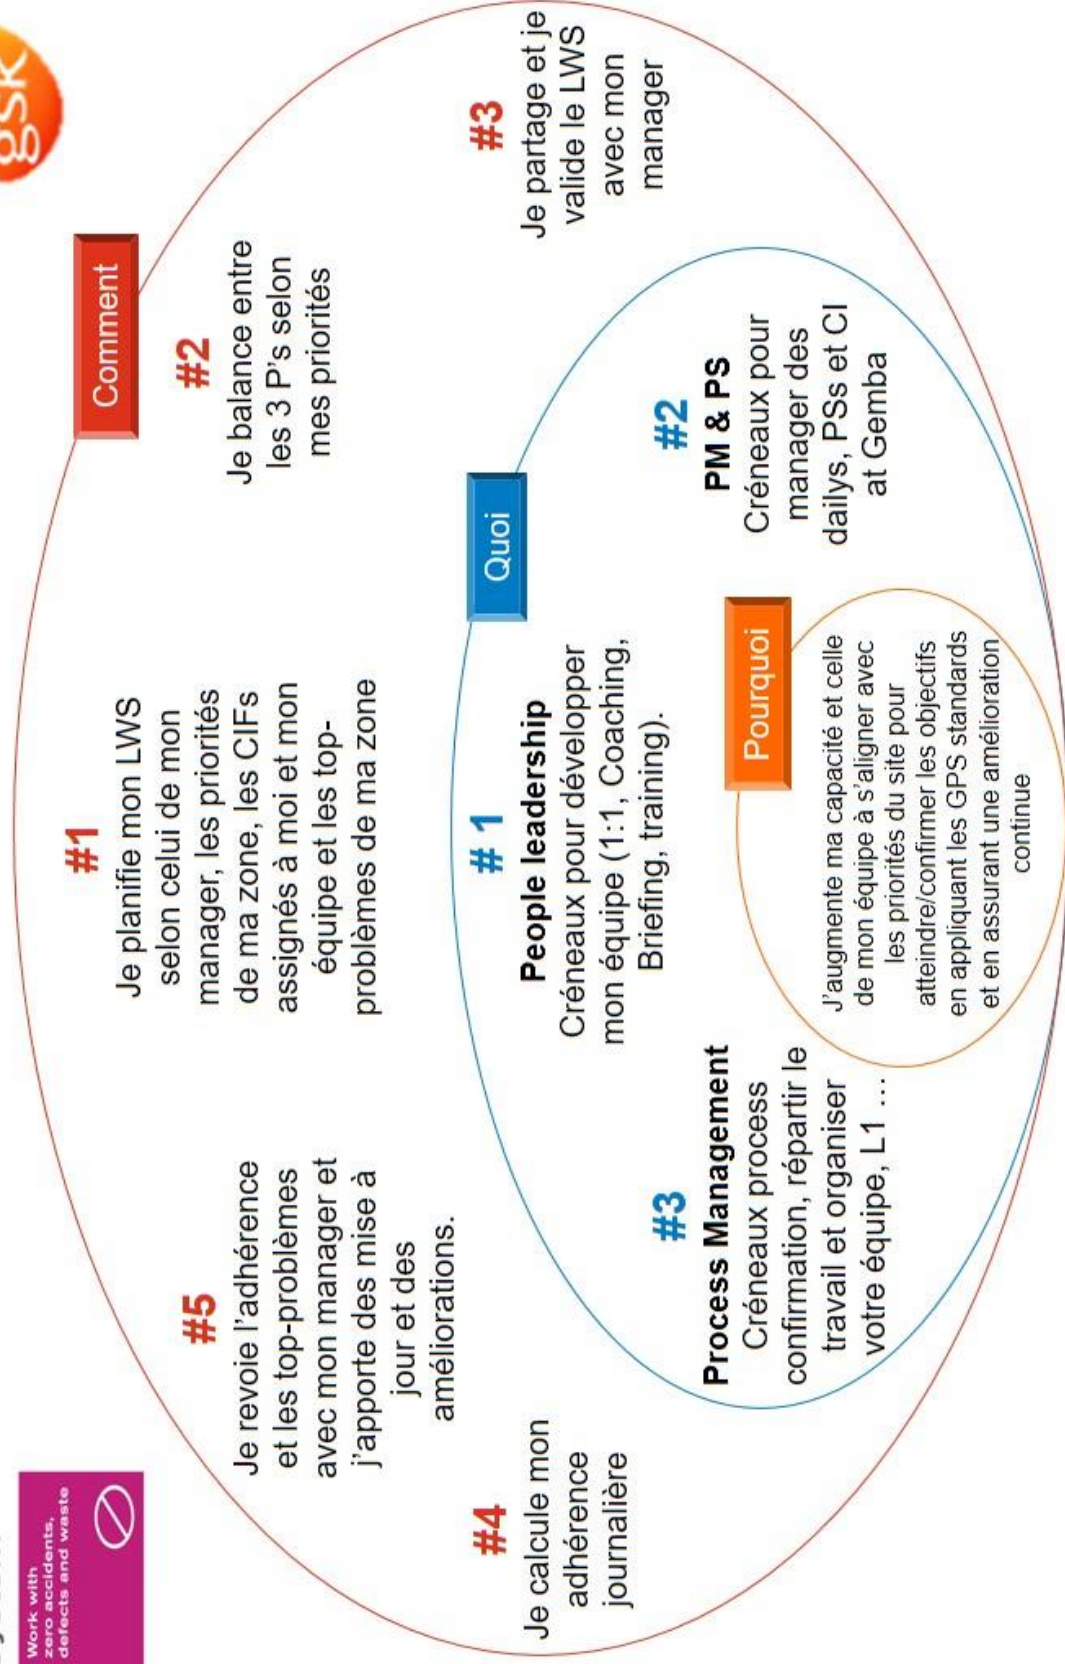 Work with
zero accidents,
defects and waste
gsk
Comment
#1
Je planifie mon LWS
selon celui de mon
manager, les priorités
de ma zone, les CIFs
assignés à moi et mon
équipe et les top-
problèmes de ma zone
#2
Je balance entre
les 3 P's selon
mes priorités
#3
Je partage et je
valide le LWS
avec mon
manager
#4
Je calcule mon
adhérence
journalière
#5
Je revoie l'adhérence
et les top-problèmes
avec mon manager et
j'apporte des mise à
jour et des
améliorations.
Quoi
# 1
People leadership
Créneaux pour développer
mon équipe (1:1, Coaching,
Briefing, training).
#2
PM & PS
Créneaux pour
manager des
dailys, PSs et CI
at Gemba
#3
Process Management
Créneaux process
confirmation, répartir le
travail et organiser
votre équipe, L1 ...
Pourquoi
J'augmente ma capacité et celle
de mon équipe à s'aligner avec
les priorités du site pour
atteindre/confirmer les objectifs
en appliquant les GPS standards
et en assurant une amélioration
continue